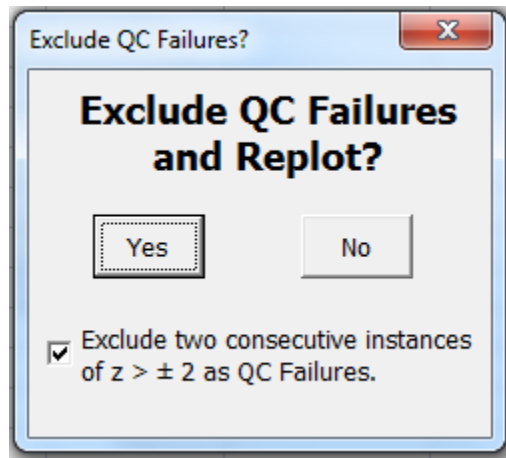 Exclude QC Failures?
Exclude QC Failures
and Replot?
Yes
No
Exclude two consecutive instances
of z > ± 2 as QC Failures.